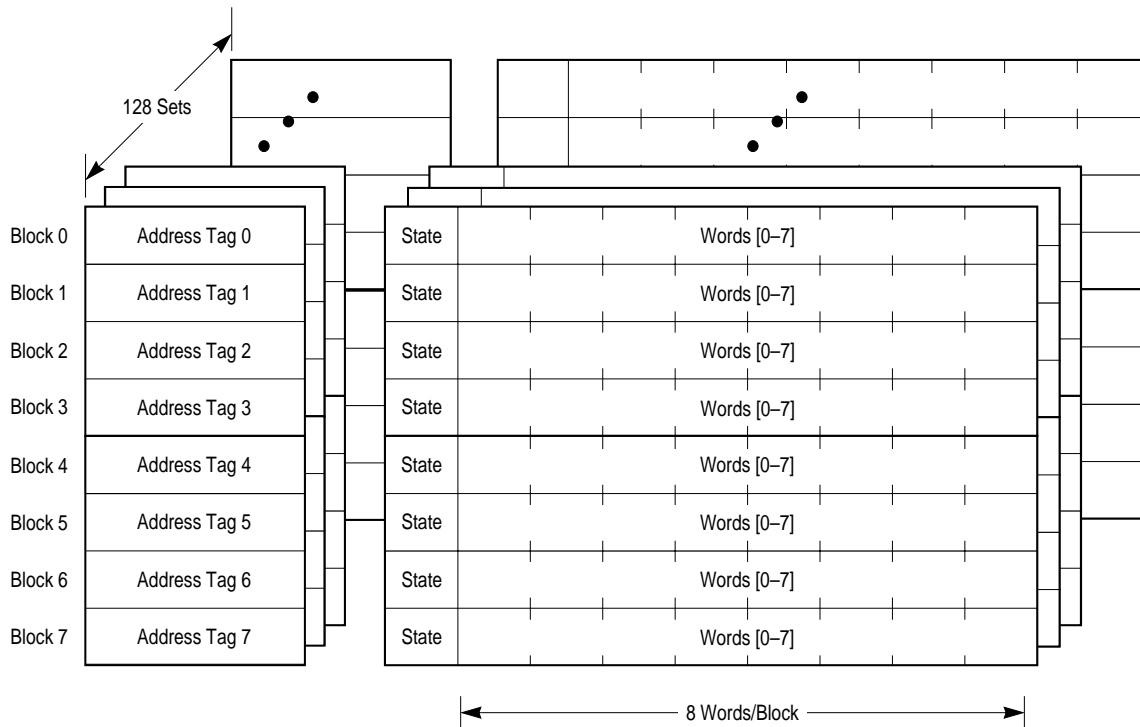 128 Sets
Block 0 Address Tag 0 State Words [0–7]
Block 1 Address Tag 1 State Words [0–7]
Block 2 Address Tag 2 State Words [0–7]
Block 3 Address Tag 3 State Words [0–7]
Block 4 Address Tag 4 State Words [0–7]
Block 5 Address Tag 5 State Words [0–7]
Block 6 Address Tag 6 State Words [0–7]
Block 7 Address Tag 7 State Words [0–7]
8 Words/Block